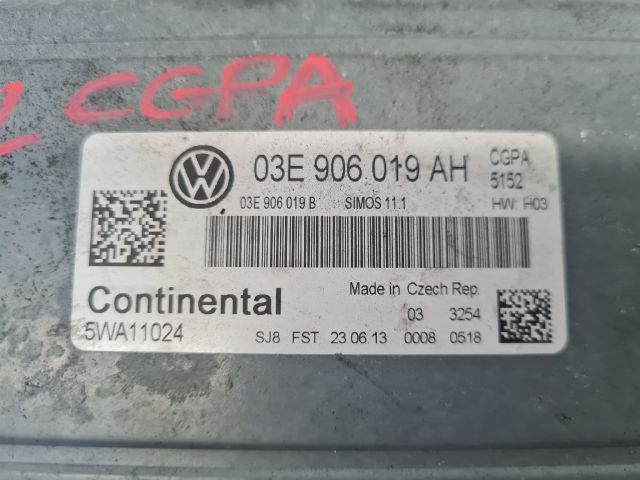 CGPA
VW
03E 906 019 AH
CGPA
5152
03E 906 019 B SIMOS 11.1 HW: H03
Continental
Made in Czech Rep.
03 3254
5WA11024 SJ8 FST 23.06.13 0008 0518